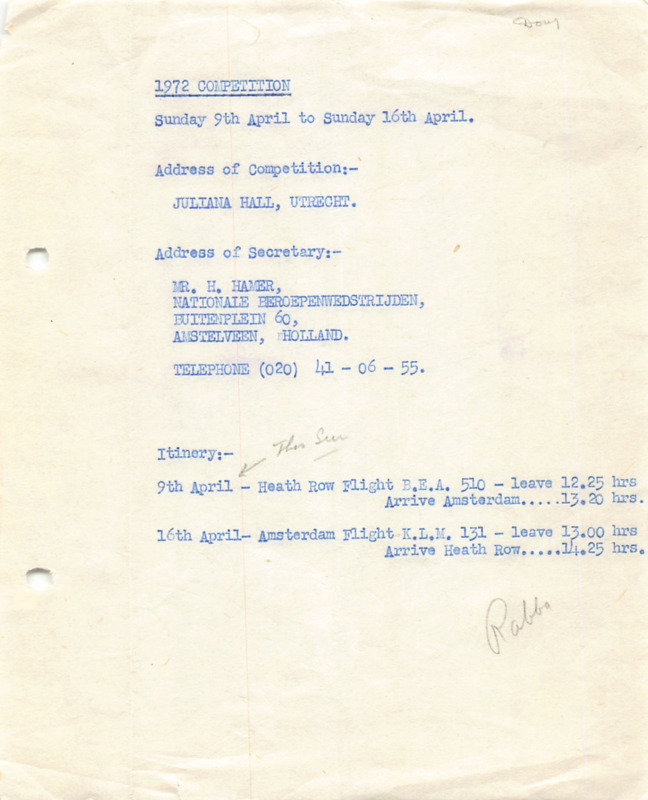 1972 COMPETITION
Sunday 9th April to Sunday 16th April.
Address of Competition:-
JULIANA HALL, UTRECHT.
Address of Secretary:-
MR. H. HAMER,
NATIONALE BEROEPENWEDSTRIJDEN,
BUITENPLEIN 60,
AMSTELVEEN, HOLLAND.
TELEPHONE (020) 41 - 06 - 55.
This Sun
Itinery:-
9th April - Heath Row Flight B.E.A. 510 - leave 12.25 hrs
Arrive Amsterdam.....13.20 hrs.
16th April- Amsterdam Flight K.L.M. 131 - leave 13.00 hrs
Arrive Heath Row.....14.25 hrs.
Rabbo